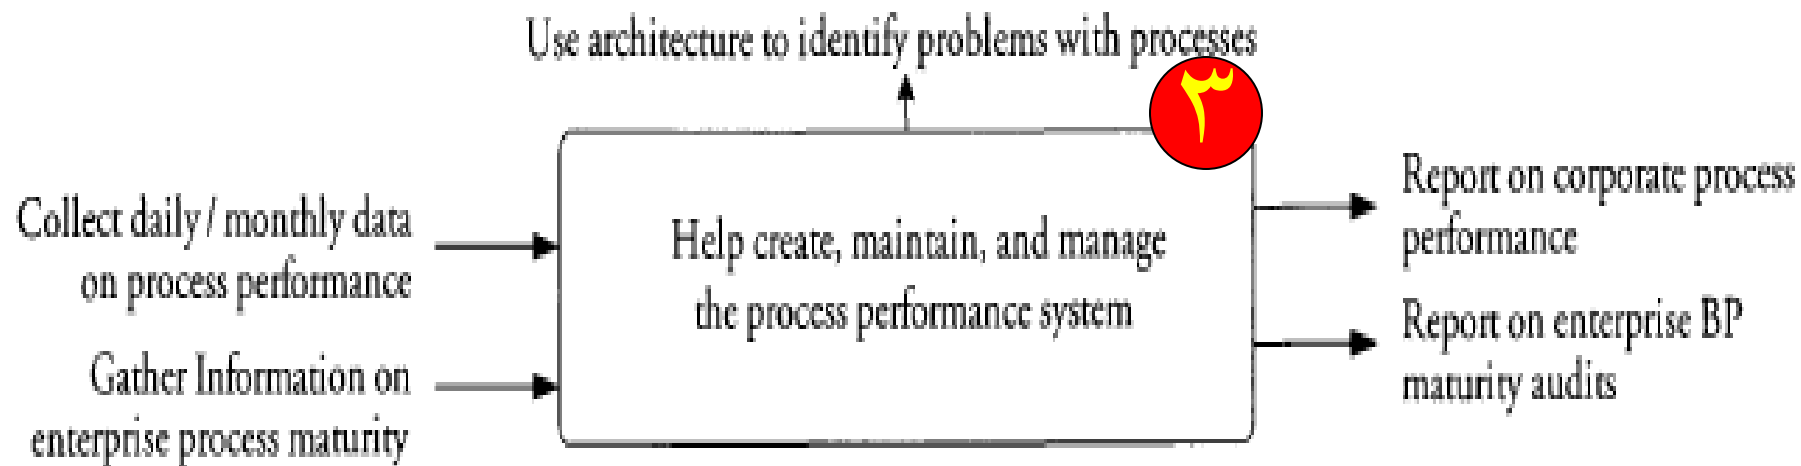 Use architecture to identify problems with processes
۳
Collect daily / monthly data
on process performance
Gather Information on
enterprise process maturity
Help create, maintain, and manage
the process performance system
Report on corporate process
performance
Report on enterprise BP
maturity audits